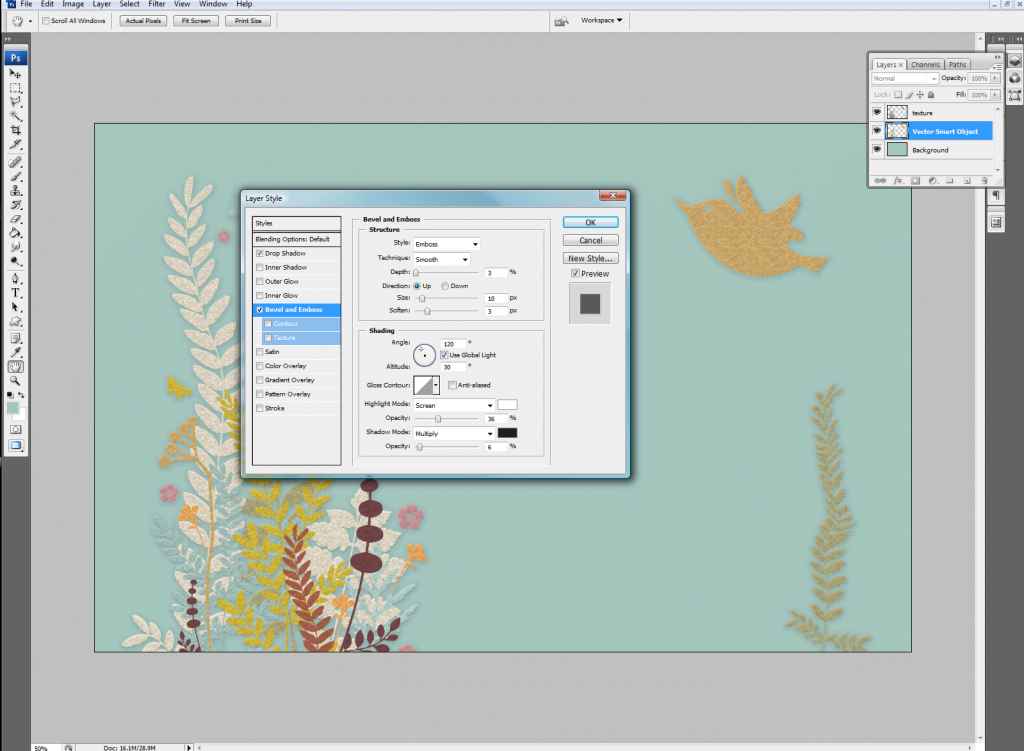 Ps File Edit Image Layer Select Filter View Window Help
Scroll All Windows Actual Pixels Fit Screen Print Size Workspace
Ps
Layers × Channels Paths
Normal Opacity: 100%
Lock: Fill: 100%
texture
Vector Smart Object
Background
fx
Layer Style
Styles
Blending Options: Default
Drop Shadow
Inner Shadow
Outer Glow
Inner Glow
Bevel and Emboss
Contour
Texture
Satin
Color Overlay
Gradient Overlay
Pattern Overlay
Stroke
Bevel and Emboss
Structure
Style: Emboss
Technique: Smooth
Depth: 3 %
Direction: Up Down
Size: 10 px
Soften: 3 px
Shading
Angle: 120 °
Use Global Light
Altitude: 30 °
Gloss Contour: Anti-aliased
Highlight Mode: Screen
Opacity: 36 %
Shadow Mode: Multiply
Opacity: 6 %
OK
Cancel
New Style...
Preview
T
50% Doc: 16.1M/28.9M